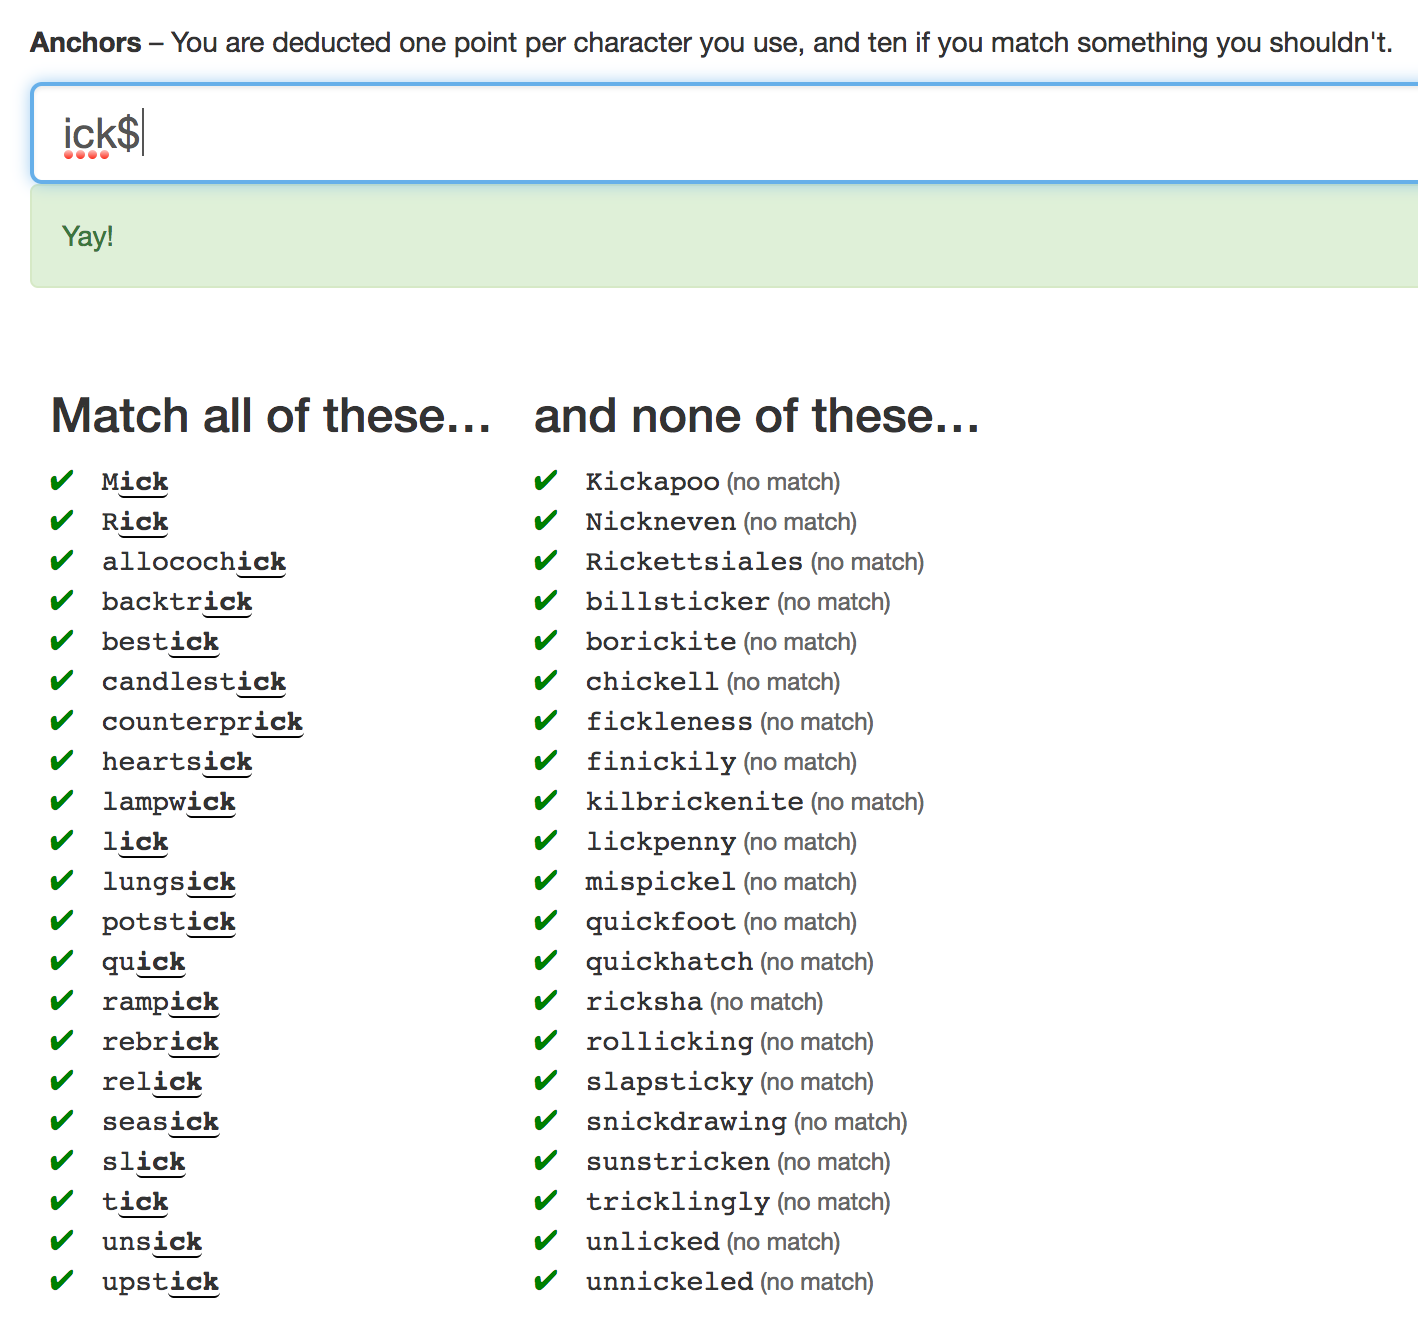 Anchors – You are deducted one point per character you use, and ten if you match something you shouldn't.
ick$
Yay!
Match all of these…
✔ Mick
✔ Rick
✔ allocochick
✔ backtrick
✔ bestick
✔ candlestick
✔ counterprick
✔ heartsick
✔ lampwick
✔ lick
✔ lungsick
✔ potstick
✔ quick
✔ rampick
✔ rebrick
✔ relick
✔ seasick
✔ slick
✔ tick
✔ unsick
✔ upstick
and none of these…
✔ Kickapoo (no match)
✔ Nickneven (no match)
✔ Rickettsiales (no match)
✔ billsticker (no match)
✔ borickite (no match)
✔ chickell (no match)
✔ fickleness (no match)
✔ finickily (no match)
✔ kilbrickenite (no match)
✔ lickpenny (no match)
✔ mispickel (no match)
✔ quickfoot (no match)
✔ quickhatch (no match)
✔ ricksha (no match)
✔ rollicking (no match)
✔ slapsticky (no match)
✔ snickdrawing (no match)
✔ sunstricken (no match)
✔ tricklingly (no match)
✔ unlicked (no match)
✔ unnickeled (no match)